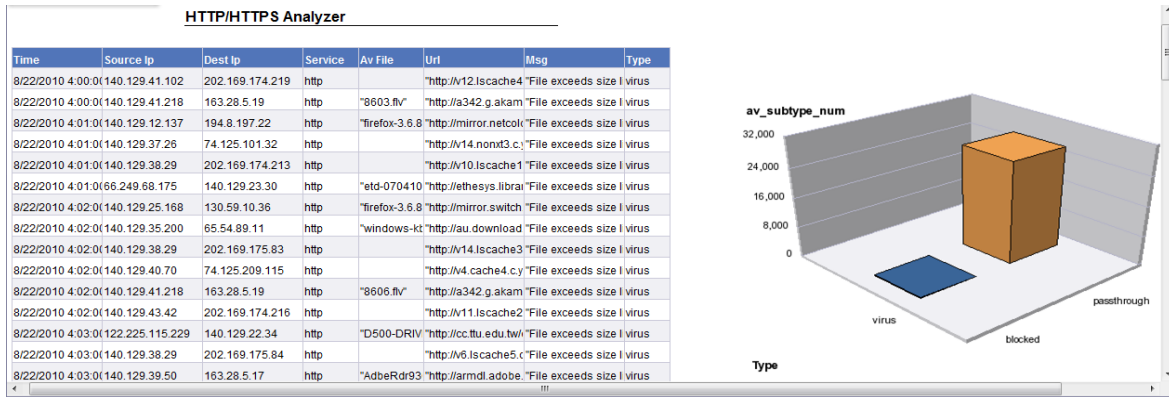 HTTP/HTTPS Analyzer
Time Source Ip Dest Ip Service Av File Url Msg Type
8/22/2010 4:00:00 140.129.41.102 202.169.174.219 http "http://v12.lscache4 "File exceeds size l virus
8/22/2010 4:00:00 140.129.41.218 163.28.5.19 http "8603.flv" "http://a342.g.akam "File exceeds size l virus
8/22/2010 4:01:00 140.129.12.137 194.8.197.22 http "firefox-3.6.8 "http://mirror.netcol "File exceeds size l virus
8/22/2010 4:01:00 140.129.37.26 74.125.101.32 http "http://v14.nonxt3.c.y "File exceeds size l virus
8/22/2010 4:01:00 140.129.38.29 202.169.174.213 http "http://v10.lscache1 "File exceeds size l virus
8/22/2010 4:01:00 66.249.68.175 140.129.23.30 http "etd-070410 "http://ethesys.librar "File exceeds size l virus
8/22/2010 4:02:00 140.129.25.168 130.59.10.36 http "firefox-3.6.8 "http://mirror.switch "File exceeds size l virus
8/22/2010 4:02:00 140.129.35.200 65.54.89.11 http "windows-kb "http://au.download "File exceeds size l virus
8/22/2010 4:02:00 140.129.38.29 202.169.175.83 http "http://v14.lscache3 "File exceeds size l virus
8/22/2010 4:02:00 140.129.40.70 74.125.209.115 http "http://v4.cache4.c.y "File exceeds size l virus
8/22/2010 4:02:00 140.129.41.218 163.28.5.19 http "8606.flv" "http://a342.g.akam "File exceeds size l virus
8/22/2010 4:02:00 140.129.43.42 202.169.174.216 http "http://v11.lscache2 "File exceeds size l virus
8/22/2010 4:03:00 122.225.115.229 140.129.22.34 http "D500-DRIV "http://cc.ttu.edu.tw/ "File exceeds size l virus
8/22/2010 4:03:00 140.129.38.29 202.169.175.84 http "http://v6.lscache5.c "File exceeds size l virus
8/22/2010 4:03:00 140.129.39.50 163.28.5.17 http "AdbeRdr93 "http://armdl.adobe. "File exceeds size l virus
av_subtype_num
32,000
24,000
16,000
8,000
0
virus
blocked
passthrough
Type